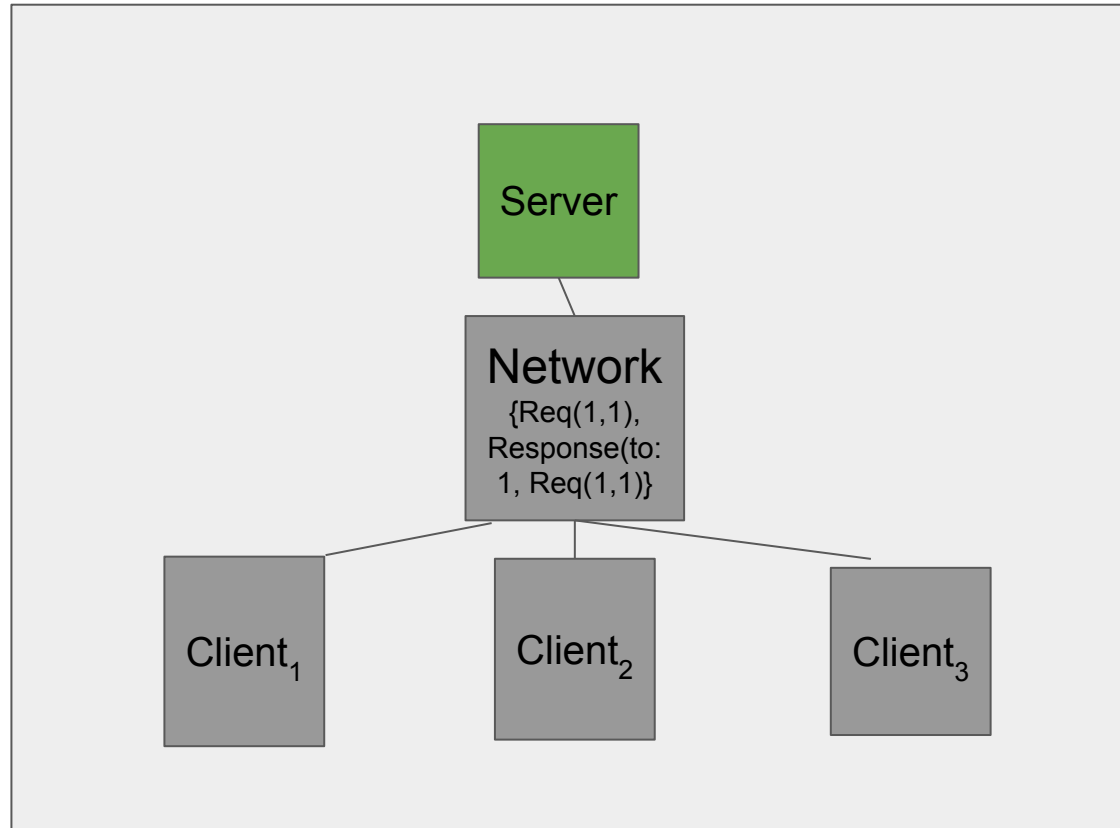 Server
Network
{Req(1,1),
Response(to:
1, Req(1,1)}
Client₁
Client₂
Client₃